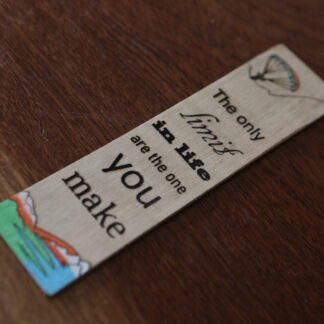 The only
limit
in life
are the one
you
make